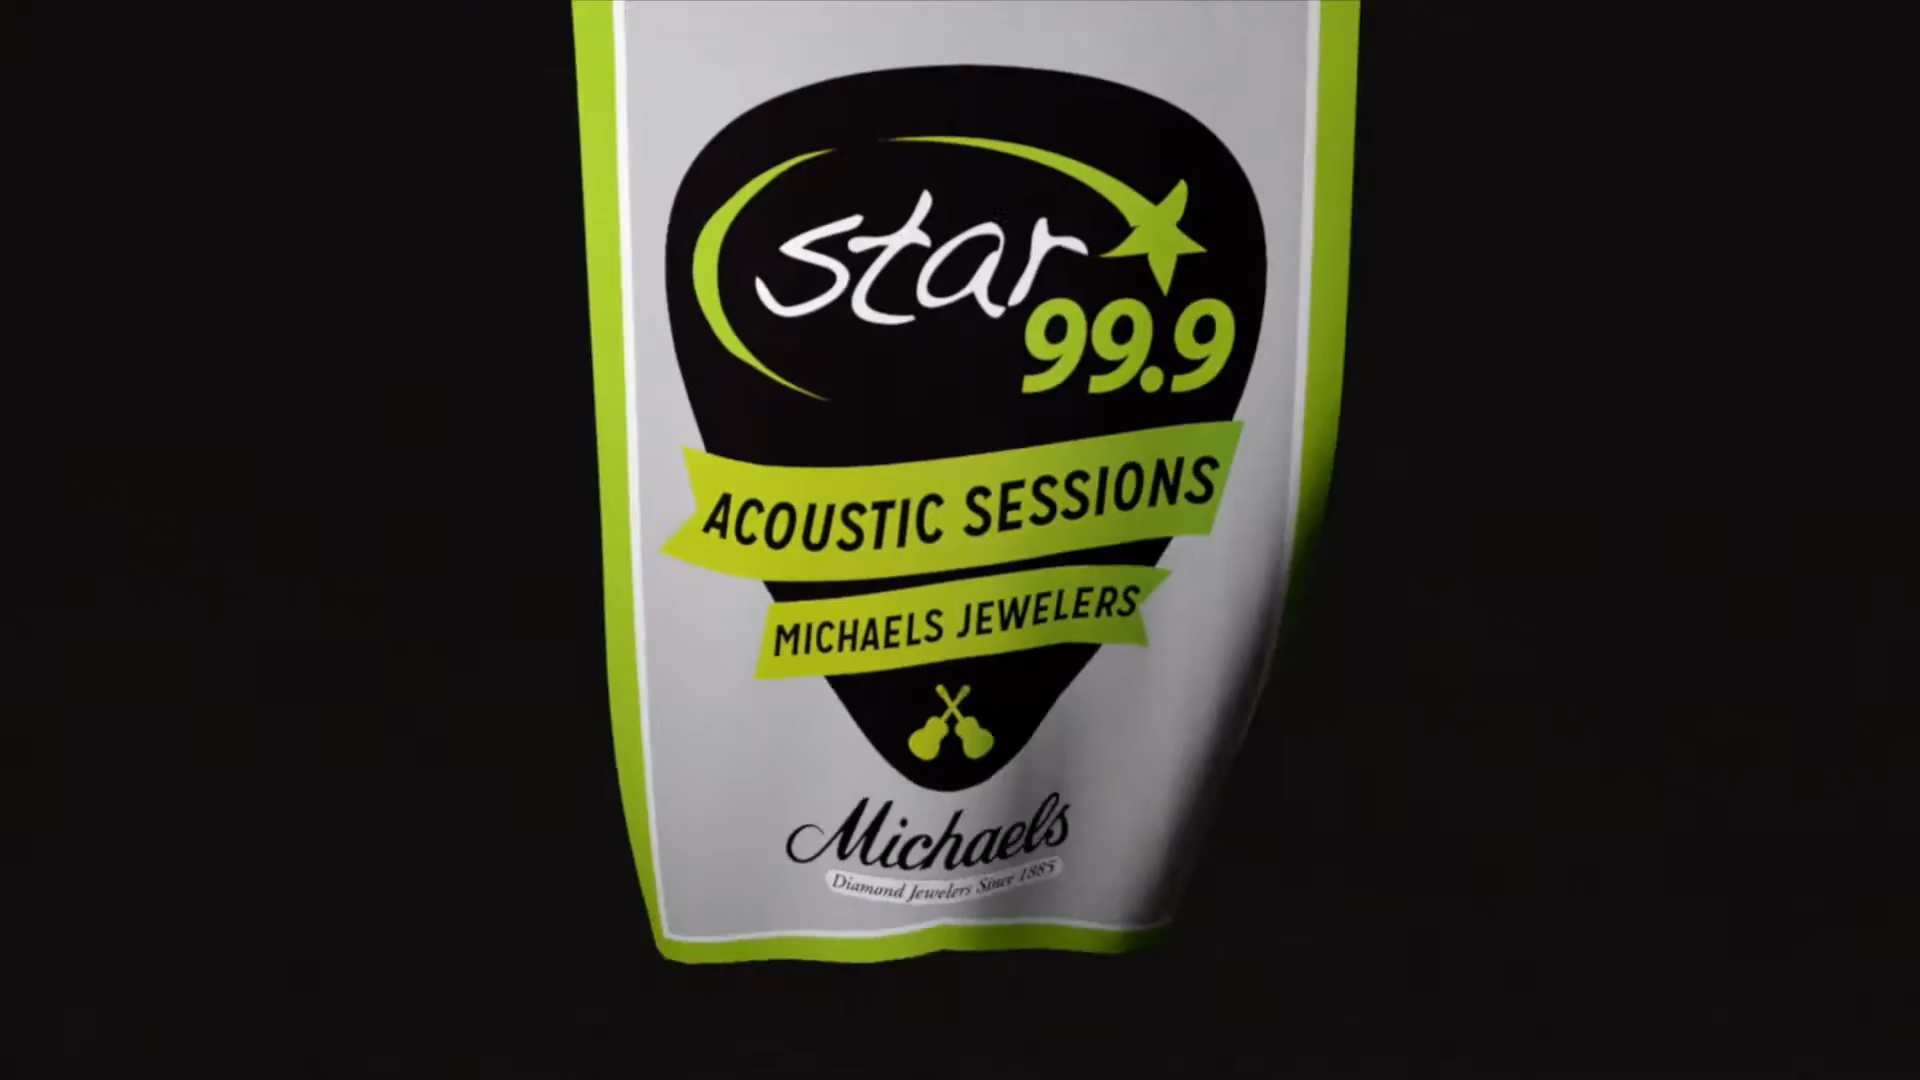 star
99.9
ACOUSTIC SESSIONS
MICHAELS JEWELERS
Michaels
Diamond Jewelers Since 1885